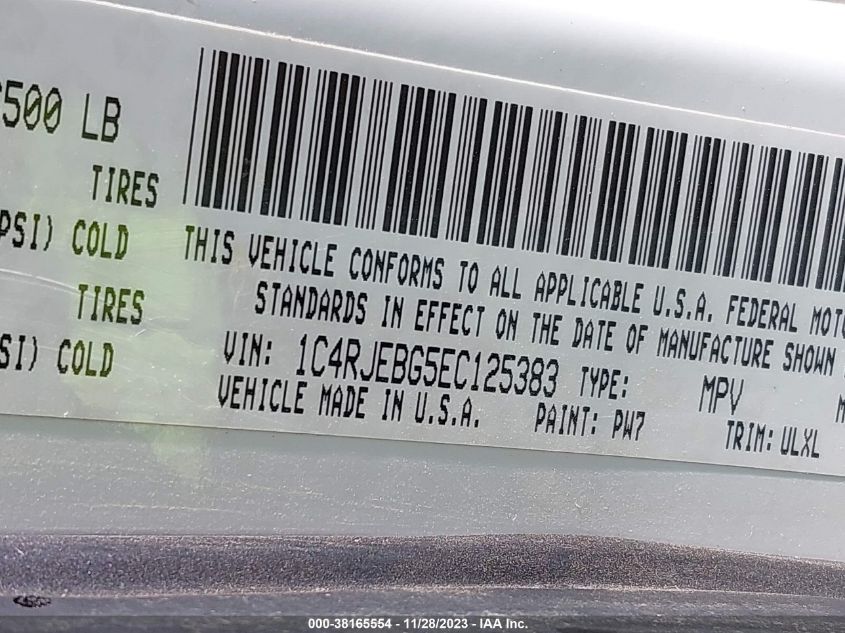 500 LB
TIRES
PSI) COLD
TIRES
SI) COLD
THIS VEHICLE CONFORMS TO ALL APPLICABLE U.S.A. FEDERAL
STANDARDS IN EFFECT ON THE DATE OF MANUFACTURE SHOWN
VIN: 1C4RJEBG5EC125383 TYPE: MPV
VEHICLE MADE IN U.S.A. PAINT: PW7 TRIM: ULXL
000-38165554 - 11/28/2023 - IAA Inc.